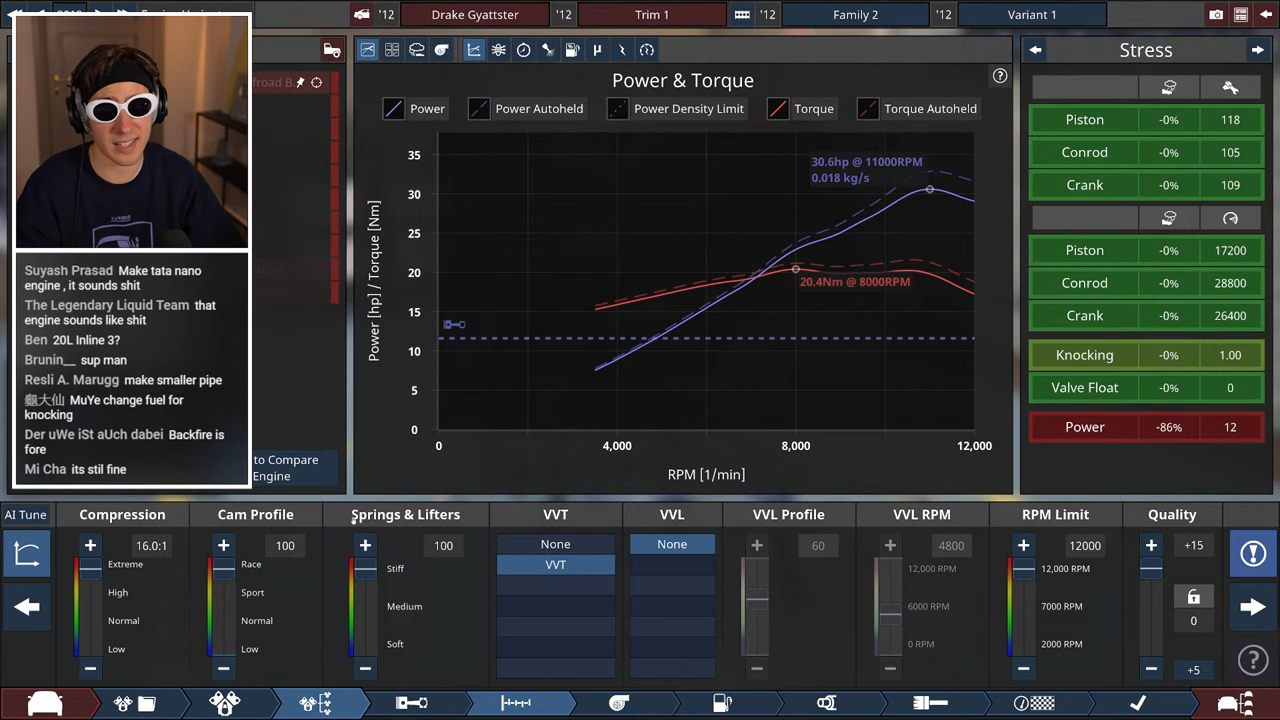 '12
Drake Gyattster
'12
Trim 1
'12
Family 2
'12
Variant 1
Suyash Prasad Make tata nano
engine , it sounds shit
The Legendary Liquid Team that
engine sounds like shit
Ben 20L Inline 3?
Brunin__ sup man
Resli A. Marugg make smaller pipe
龜大仙 MuYe change fuel for
knocking
Der uWe iSt aUch dabei Backfire is
fore
Mi Cha its stil fine
to Compare
Engine
Power & Torque
Power
Power Autoheld
Power Density Limit
Torque
Torque Autoheld
Power [hp] / Torque [Nm]
35
30
25
20
15
10
5
0
30.6hp @ 11000RPM
0.018 kg/s
20.4Nm @ 8000RPM
0
4,000
8,000
12,000
RPM [1/min]
Stress
Piston -0% 118
Conrod -0% 105
Crank -0% 109
Piston -0% 17200
Conrod -0% 28800
Crank -0% 26400
Knocking -0% 1.00
Valve Float -0% 0
Power -86% 12
AI Tune
Compression
16.0:1
Extreme
High
Normal
Low
Cam Profile
100
Race
Sport
Normal
Low
Springs & Lifters
100
Stiff
Medium
Soft
VVT
None
VVT
VVL
None
VVL Profile
60
VVL RPM
4800
12,000 RPM
6000 RPM
0 RPM
RPM Limit
12000
12,000 RPM
7000 RPM
2000 RPM
Quality
+15
0
+5